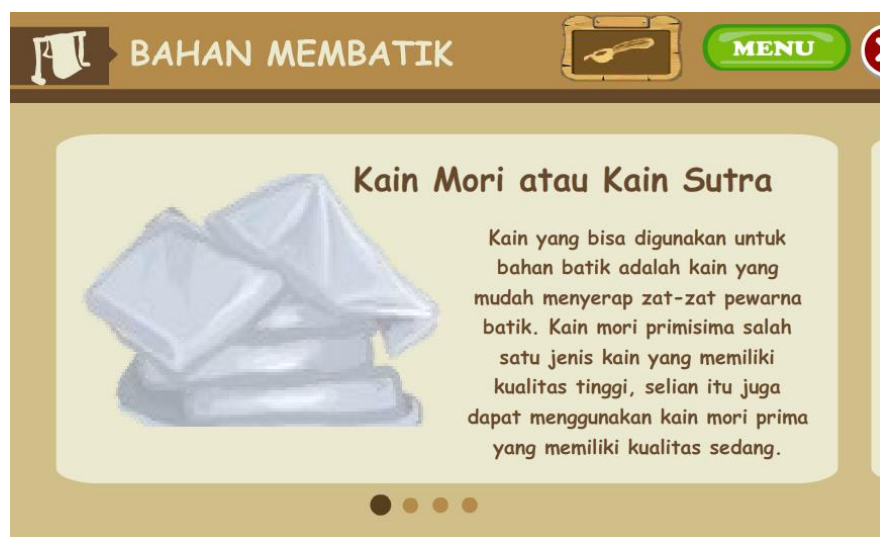 BAHAN MEMBATIK
MENU
Kain Mori atau Kain Sutra
Kain yang bisa digunakan untuk
bahan batik adalah kain yang
mudah menyerap zat-zat pewarna
batik. Kain mori primisima salah
satu jenis kain yang memiliki
kualitas tinggi, selian itu juga
dapat menggunakan kain mori prima
yang memiliki kualitas sedang.